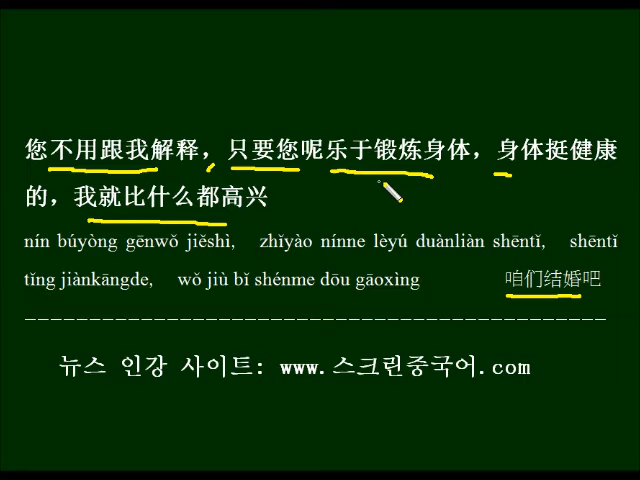 您不用跟我解释，只要您呢乐于锻炼身体，身体挺健康
的，我就比什么都高兴
nín búyòng gēnwǒ jiěshì,    zhǐyào nínne lèyú duànliàn shēntǐ,    shēntǐ
tǐng jiànkāngde,    wǒ jiù bǐ shénme dōu gāoxìng    咱们结婚吧
뉴스 인강 사이트: www.스크린중국어.com